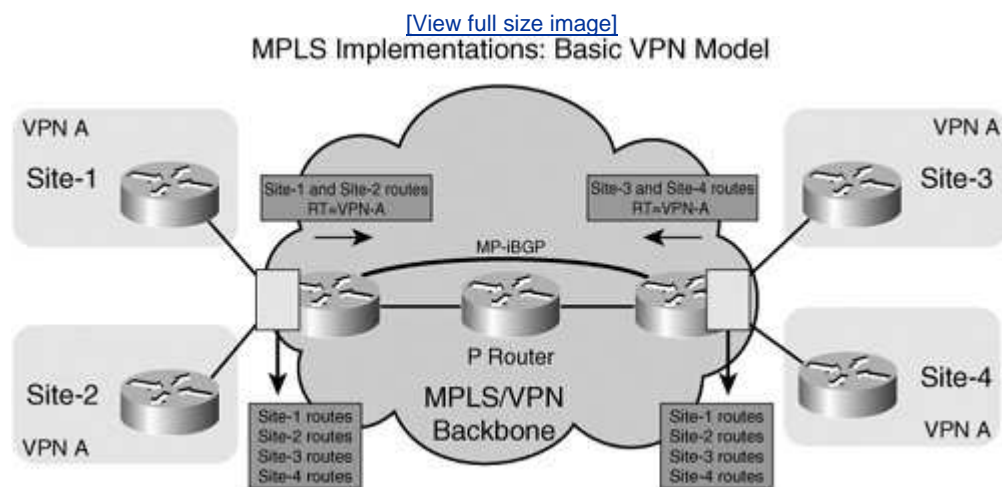 [View full size image]
MPLS Implementations: Basic VPN Model
VPN A
Site-1
VPN A
Site-3
Site-1 and Site-2 routes
RT=VPN-A
Site-3 and Site-4 routes
RT=VPN-A
MP-iBGP
P Router
MPLS/VPN
Backbone
Site-2
VPN A
Site-4
VPN A
Site-1 routes
Site-2 routes
Site-3 routes
Site-4 routes
Site-1 routes
Site-2 routes
Site-3 routes
Site-4 routes